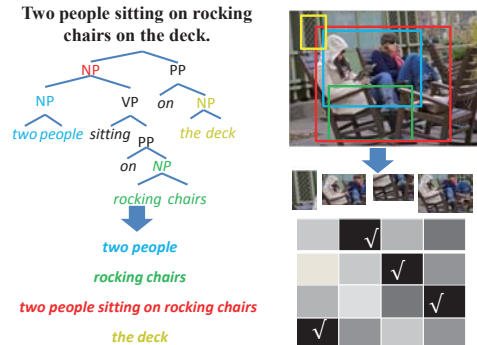 Two people sitting on rocking
chairs on the deck.
NP PP
NP VP on NP
two people sitting the deck
PP
on NP
rocking chairs
two people
rocking chairs
two people sitting on rocking chairs
the deck
√
√
√
√